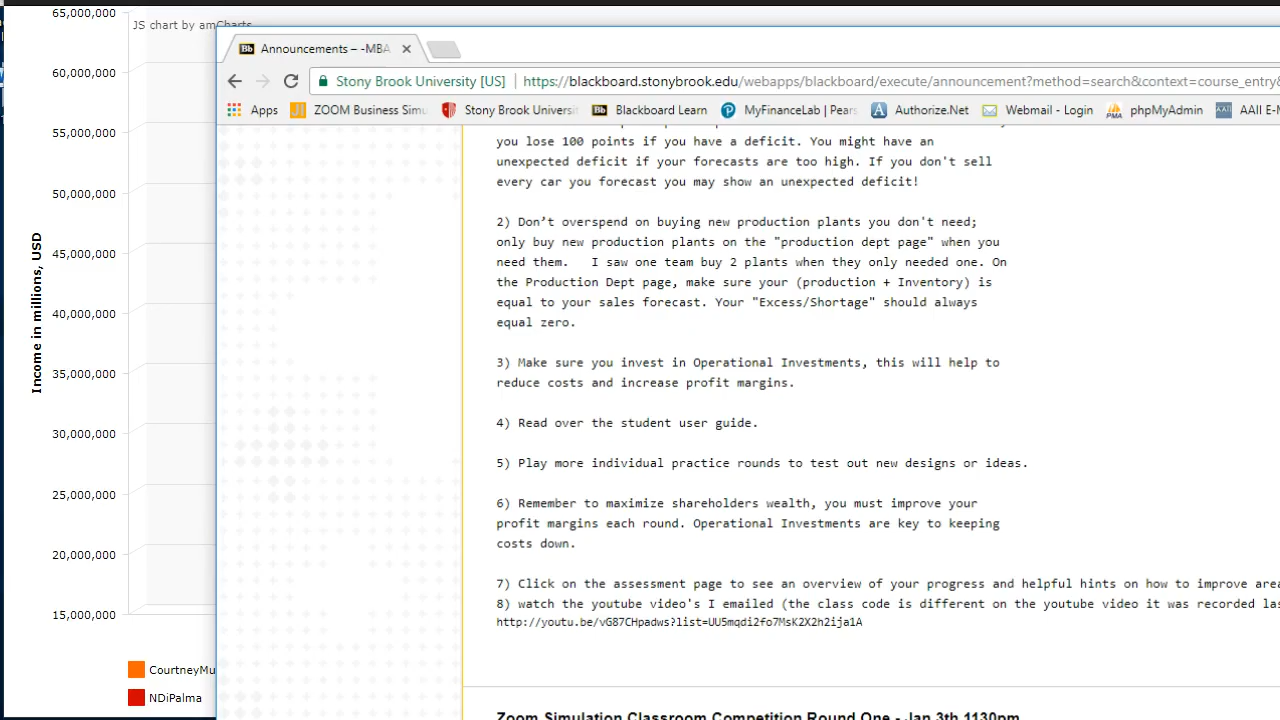 65,000,000
JS chart by amCharts
60,000,000
55,000,000
50,000,000
45,000,000
40,000,000
35,000,000
30,000,000
25,000,000
20,000,000
15,000,000
Income in millions, USD
CourtneyMu
NDiPalma
Bb Announcements – -MBA
Stony Brook University [US] https://blackboard.stonybrook.edu/webapps/blackboard/execute/announcement?method=search&context=course_entry&
Apps ZOOM Business Simu Stony Brook Universit Bb Blackboard Learn MyFinanceLab | Pears A Authorize.Net Webmail - Login PMA phpMyAdmin AAII AAII E-
you lose 100 points if you have a deficit. You might have an
unexpected deficit if your forecasts are too high. If you don't sell
every car you forecast you may show an unexpected deficit!
2) Don’t overspend on buying new production plants you don't need;
only buy new production plants on the "production dept page" when you
need them. I saw one team buy 2 plants when they only needed one. On
the Production Dept page, make sure your (production + Inventory) is
equal to your sales forecast. Your "Excess/Shortage" should always
equal zero.
3) Make sure you invest in Operational Investments, this will help to
reduce costs and increase profit margins.
4) Read over the student user guide.
5) Play more individual practice rounds to test out new designs or ideas.
6) Remember to maximize shareholders wealth, you must improve your
profit margins each round. Operational Investments are key to keeping
costs down.
7) Click on the assessment page to see an overview of your progress and helpful hints on how to improve area
8) watch the youtube video's I emailed (the class code is different on the youtube video it was recorded las
http://youtu.be/vG87CHpadws?list=UU5mqdi2fo7MsK2X2h2ija1A
Zoom Simulation Classroom Competition Round One - Jan 3th 1130pm